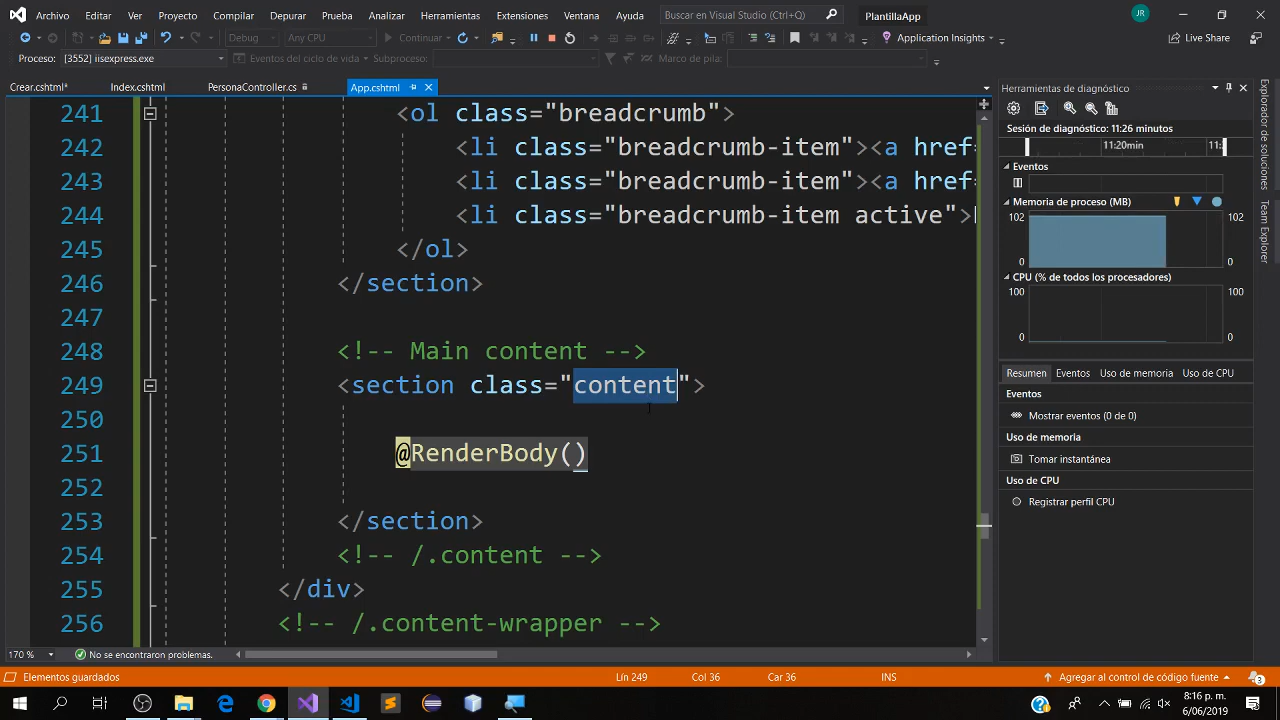 Archivo Editar Ver Proyecto Compilar Depurar Prueba Analizar Herramientas Extensiones Ventana Ayuda Buscar en Visual Studio (Ctrl+Q) PlantillaApp JR
Debug Any CPU Continuar Application Insights Live Share
Proceso: [3552] iisexpress.exe Eventos del ciclo de vida Subproceso: Marco de pila:
Crear.cshtml* Index.cshtml PersonaController.cs App.cshtml
Herramientas de diagnóstico
Sesión de diagnóstico: 11:26 minutos
11:20min 11:
Eventos
Memoria de proceso (MB)
102 102
0 0
CPU (% de todos los procesadores)
100 100
0 0
Resumen Eventos Uso de memoria Uso de CPU
Eventos
Mostrar eventos (0 de 0)
Uso de memoria
Tomar instantánea
Uso de CPU
Registrar perfil CPU
Explorador de soluciones
Team Explorer
241 <ol class="breadcrumb">
242 <li class="breadcrumb-item"><a href=
243 <li class="breadcrumb-item"><a href=
244 <li class="breadcrumb-item active">
245 </ol>
246 </section>
247
248 <!-- Main content -->
249 <section class="content">
250
251 @RenderBody()
252
253 </section>
254 <!-- /.content -->
255 </div>
256 <!-- /.content-wrapper -->
170 % No se encontraron problemas.
Elementos guardados Lín 249 Col 36 Car 36 INS Agregar al control de código fuente 3
8:16 p. m.
6/06/2019